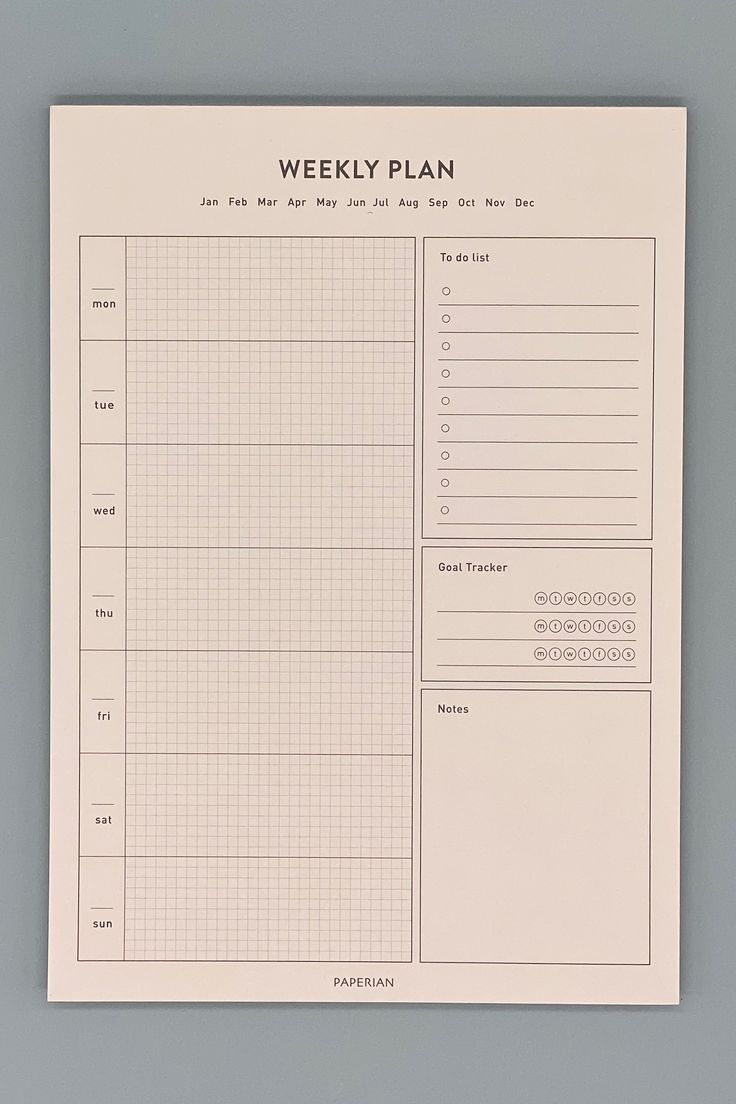 WEEKLY PLAN
Jan Feb Mar Apr May Jun Jul Aug Sep Oct Nov Dec
mon
tue
wed
thu
fri
sat
sun
To do list
Goal Tracker
m t w t f s s
m t w t f s s
m t w t f s s
Notes
PAPERIAN